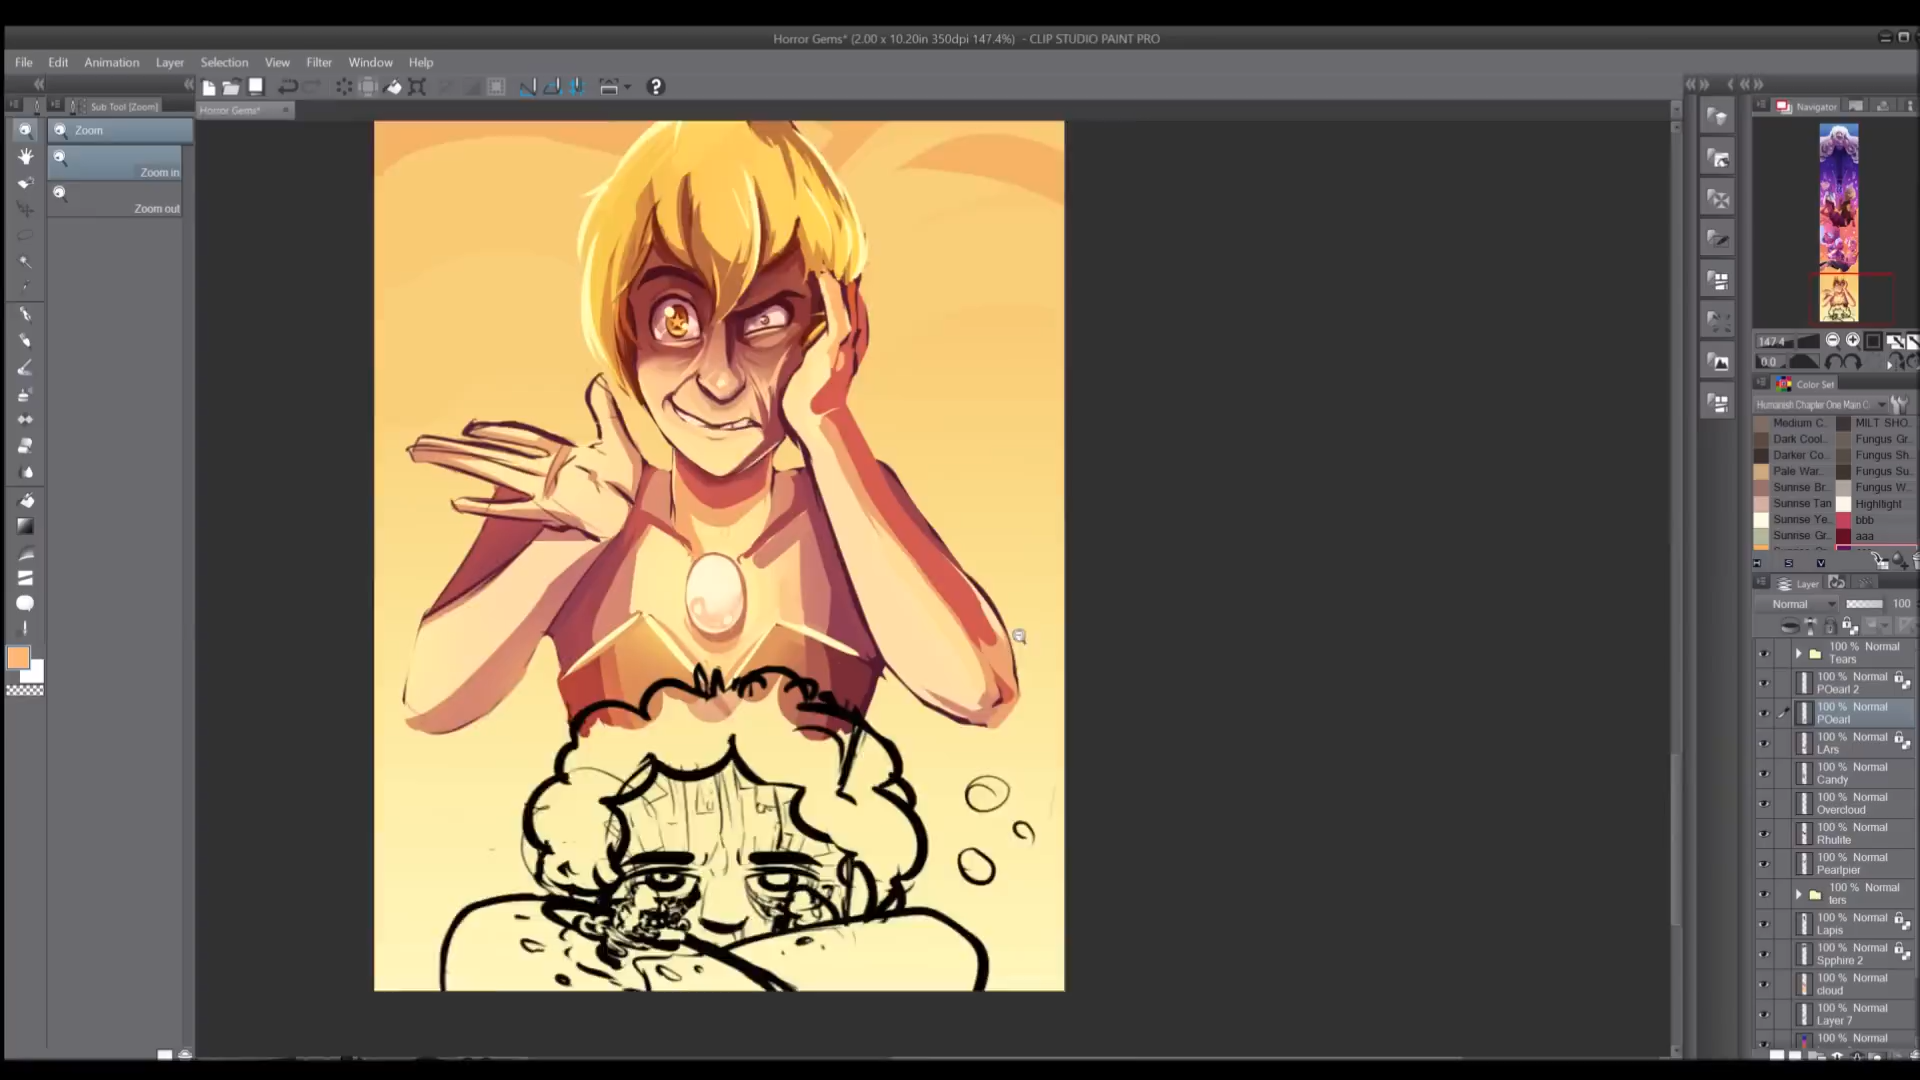 Horror Gems* (2.00 x 10.20in 350dpi 147.4%) - CLIP STUDIO PAINT PRO
File Edit Animation Layer Selection View Filter Window Help
Sub Tool [Zoom]
Horror Gems*
Navigator
Zoom
Zoom in
Zoom out
147.4
0.0
Color Set
Humanish Chapter One Main C
Medium C... MILT SHO...
Dark Cool... Fungus Gr...
Darker Co... Fungus Sh...
Pale War... Fungus Su...
Sunrise Br... Fungus W...
Sunrise Tan Highlight
Sunrise Ye... bbb
Sunrise Gr... aaa
H S V
Layer
Normal 100
100 % Normal
Tears
100 % Normal
POearl 2
100 % Normal
POearl
100 % Normal
LArs
100 % Normal
Candy
100 % Normal
Overcloud
100 % Normal
Rhulite
100 % Normal
Pearlpier
100 % Normal
ters
100 % Normal
Lapis
100 % Normal
Spphire 2
100 % Normal
cloud
100 % Normal
Layer 7
100 % Normal